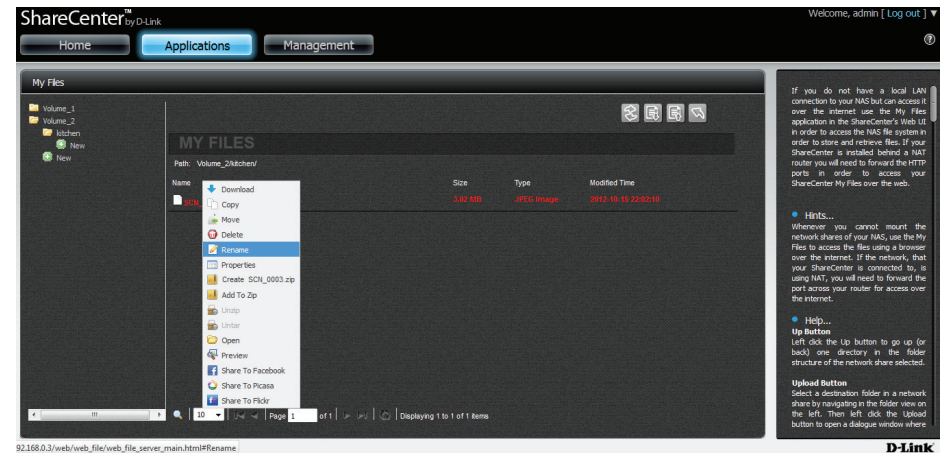 ShareCenter™ by D-Link
Welcome, admin [ Log out ] ▼
Home
Applications
Management
My Files
Volume_1
Volume_2
kitchen
New
New
MY FILES
Path: Volume_2/kitchen/
Name
Size
Type
Modified Time
SCN_
3.02 MB
JPEG Image
2012-10-15 22:02:10
Download
Copy
Move
Delete
Rename
Properties
Create SCN_0003.zip
Add To Zip
Unzip
Untar
Open
Preview
Share To Facebook
Share To Picasa
Share To Flickr
10
Page 1 of 1
Displaying 1 to 1 of 1 items
If you do not have a local LAN
connection to your NAS but can access it
over the internet use the My Files
application in the ShareCenter's Web UI
in order to access the NAS file system in
order to store and retrieve files. If your
ShareCenter is installed behind a NAT
router you will need to forward the HTTP
ports in order to access your
ShareCenter My Files over the web.
Hints...
Whenever you cannot mount the
network shares of your NAS, use the My
Files to access the files using a browser
over the internet. If the network, that
your ShareCenter is connected to, is
using NAT, you will need to forward the
port across your router for access over
the internet.
Help...
Up Button
Left click the Up button to go up (or
back) one directory in the folder
structure of the network share selected.
Upload Button
Select a destination folder in a network
share by navigating in the folder view on
the left. Then left click the Upload
button to open a dialogue window where
92.168.0.3/web/web_file/web_file_server_main.html#Rename
D-Link